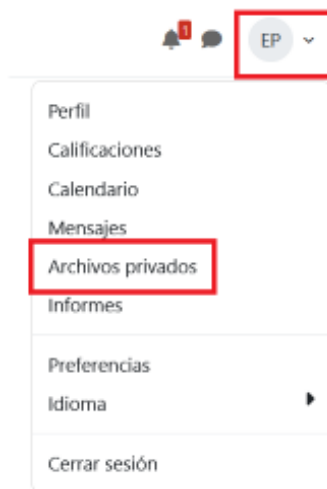 1
EP
Perfil
Calificaciones
Calendario
Mensajes
Archivos privados
Informes
Preferencias
Idioma
Cerrar sesión